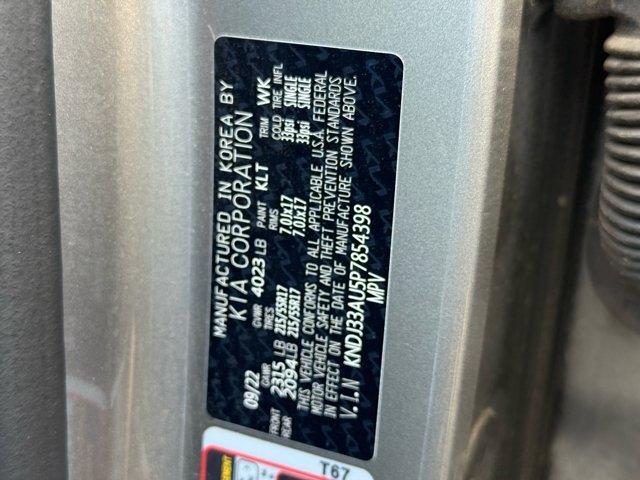 MANUFACTURED IN KOREA BY
KIA CORPORATION
09/22 GVWR 4023 LB PAINT KLT TRIM WK
GAWR TIRES RIMS COLD TIRE INFL
FRONT 2315 LB 215/55R17 7.0Jx17 33psi SINGLE
REAR 2094 LB 215/55R17 7.0Jx17 33psi SINGLE
THIS VEHICLE CONFORMS TO ALL APPLICABLE U.S.A. FEDERAL
MOTOR VEHICLE SAFETY AND THEFT PREVENTION STANDARDS
IN EFFECT ON THE DATE OF MANUFACTURE SHOWN ABOVE.
V.I.N KNDJ33AU5P7854398
MPV
T67